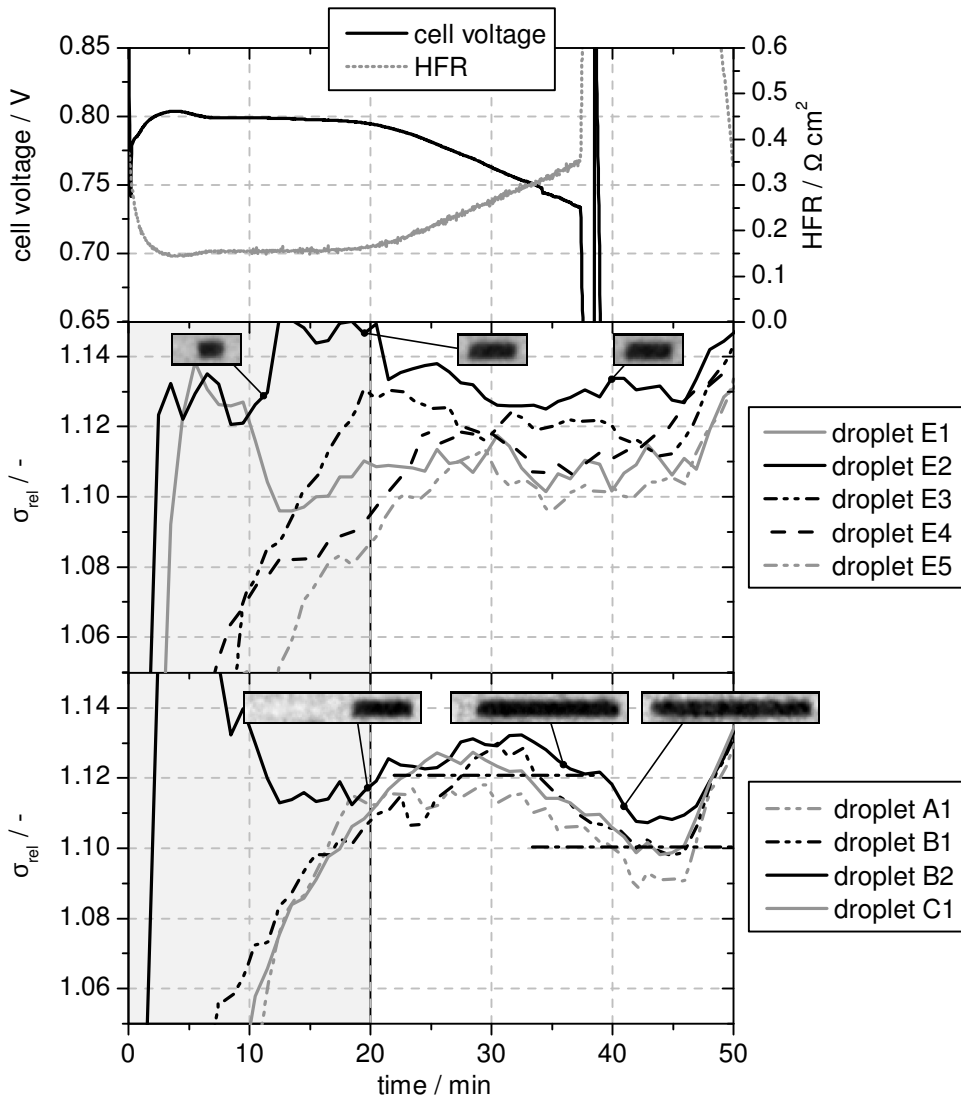 cell voltage
HFR
0.85
0.80
0.75
0.70
0.65
cell voltage / V
0.6
0.5
0.4
0.3
0.2
0.1
0.0
HFR / Ω cm²
1.14
1.12
1.10
1.08
1.06
σrel / -
droplet E1
droplet E2
droplet E3
droplet E4
droplet E5
1.14
1.12
1.10
1.08
1.06
σrel / -
droplet A1
droplet B1
droplet B2
droplet C1
0 10 20 30 40 50
time / min